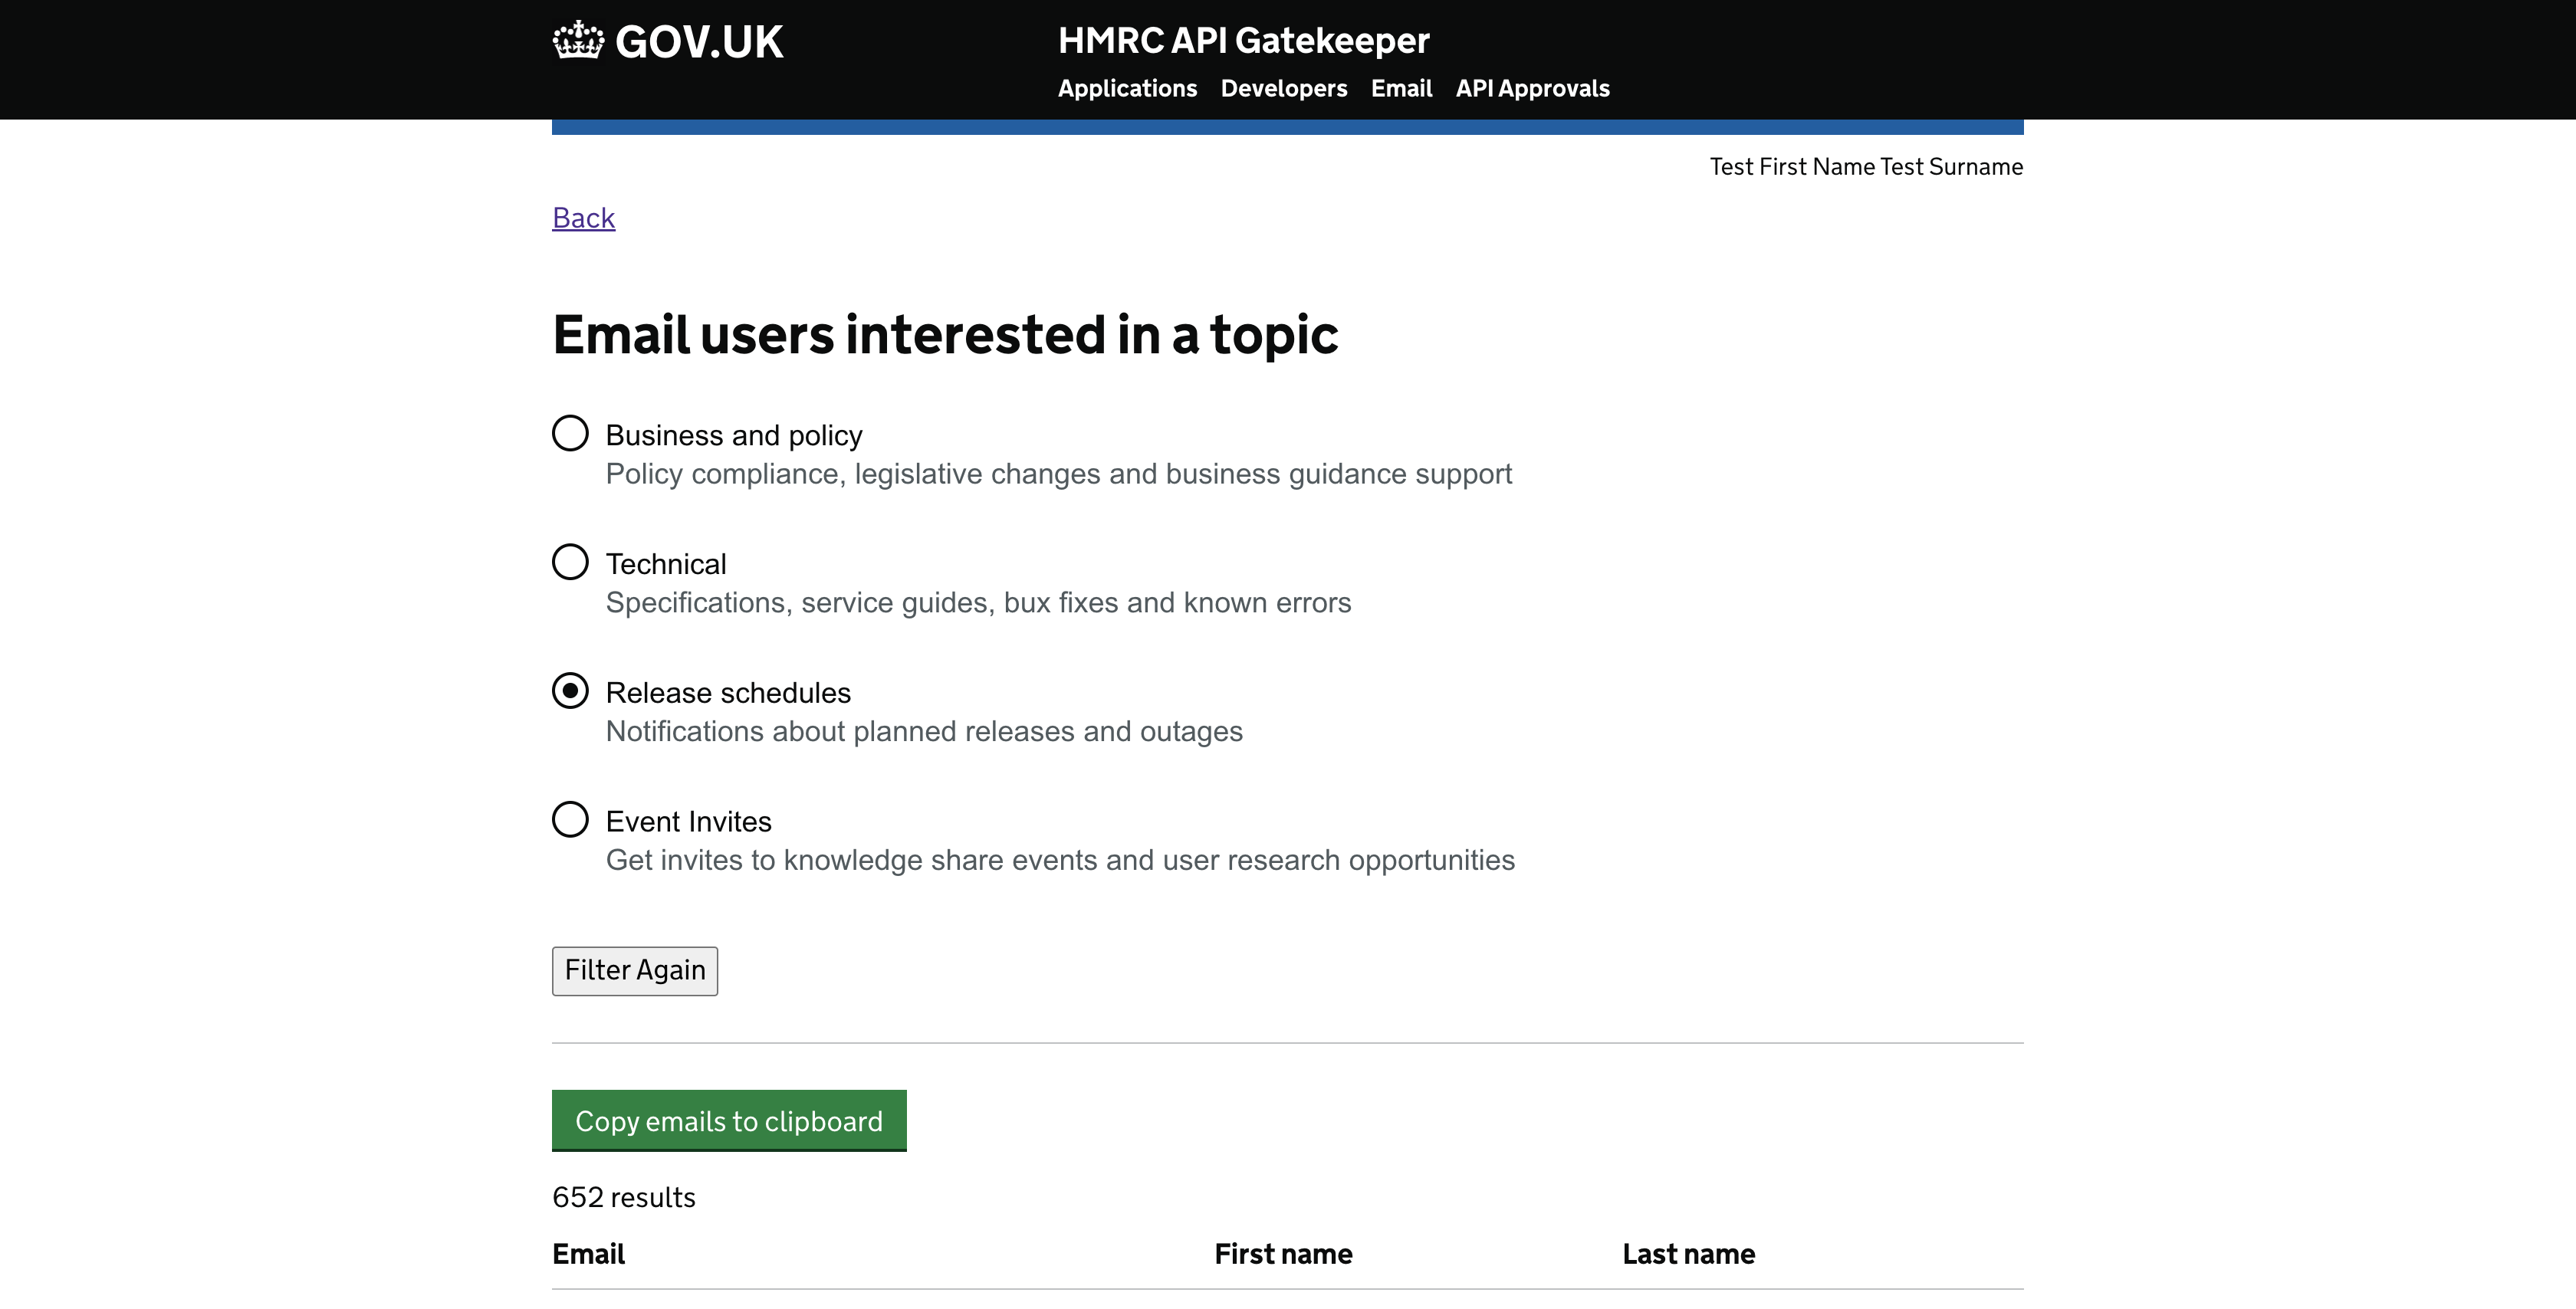 GOV.UK
HMRC API Gatekeeper
Applications Developers Email API Approvals
Test First Name Test Surname
Back
Email users interested in a topic
Business and policy
Policy compliance, legislative changes and business guidance support
Technical
Specifications, service guides, bux fixes and known errors
Release schedules
Notifications about planned releases and outages
Event Invites
Get invites to knowledge share events and user research opportunities
Filter Again
Copy emails to clipboard
652 results
Email First name Last name